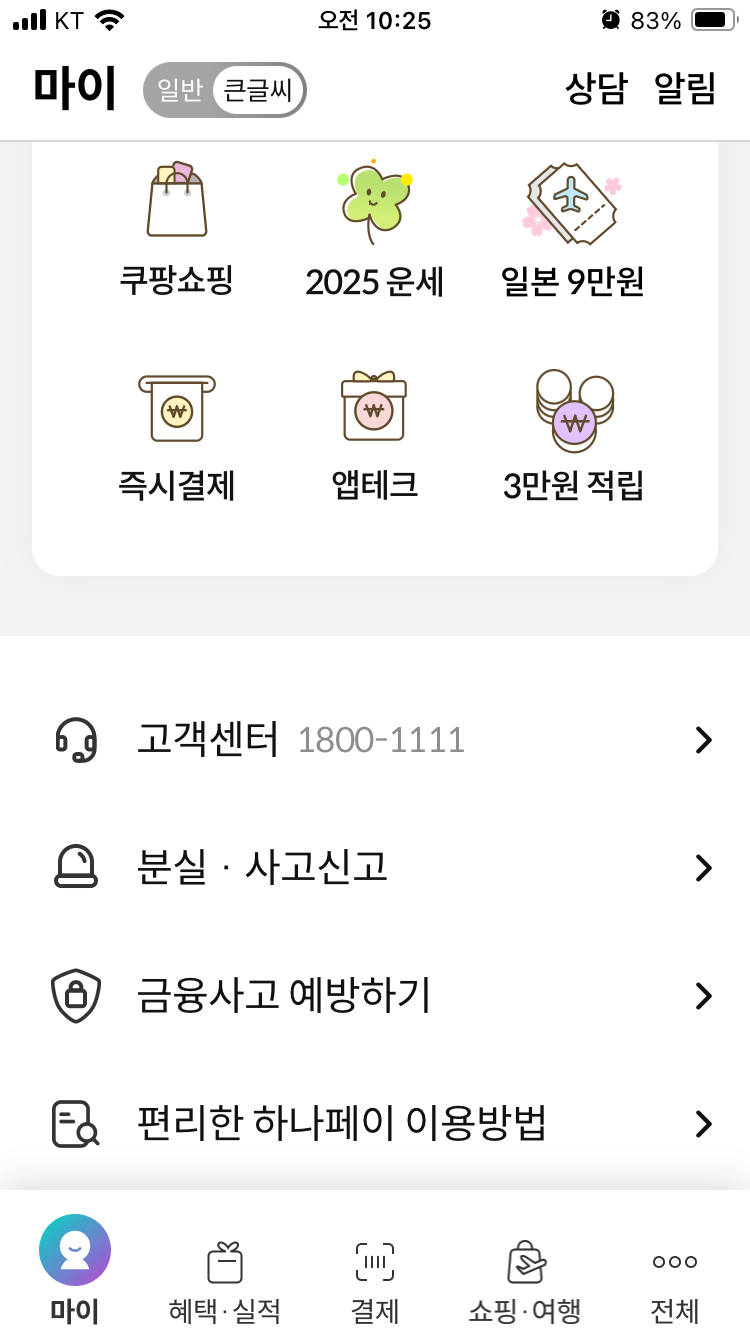 KT 오전 10:25 83%
마이 일반 큰글씨 상담 알림
쿠팡쇼핑 2025 운세 일본 9만원
₩ ₩ ₩
즉시결제 앱테크 3만원 적립
고객센터 1800-1111
분실 · 사고신고
금융사고 예방하기
편리한 하나페이 이용방법
마이 혜택·실적 결제 쇼핑·여행 전체